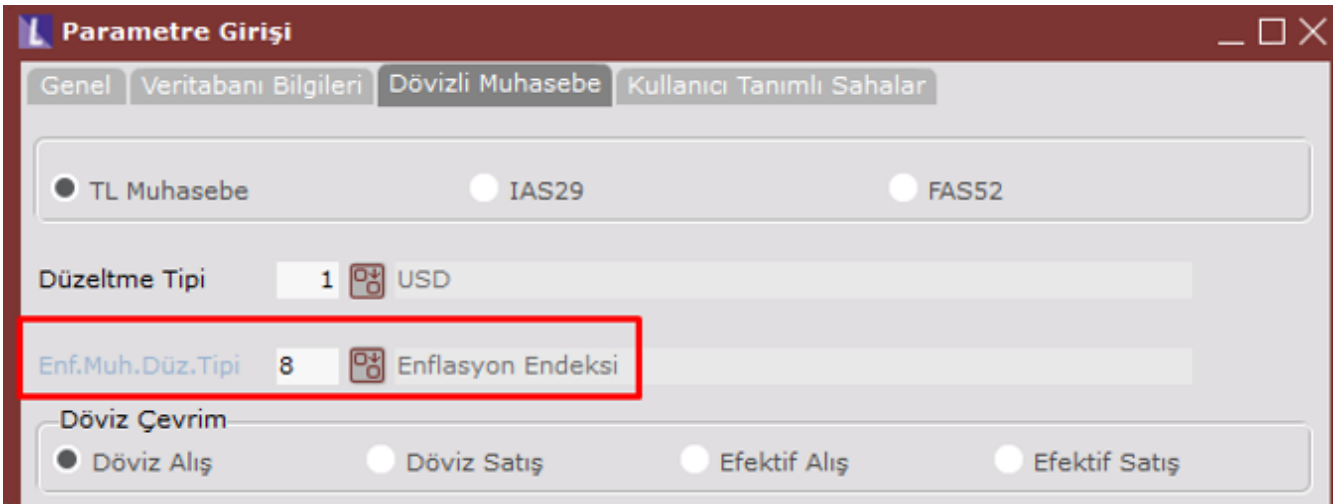 Parametre Girişi
Genel Veritabanı Bilgileri Dövizli Muhasebe Kullanıcı Tanımlı Sahalar
TL Muhasebe IAS29 FAS52
Düzeltme Tipi 1 USD
Enf.Muh.Düz.Tipi 8 Enflasyon Endeksi
Döviz Çevrim
Döviz Alış Döviz Satış Efektif Alış Efektif Satış